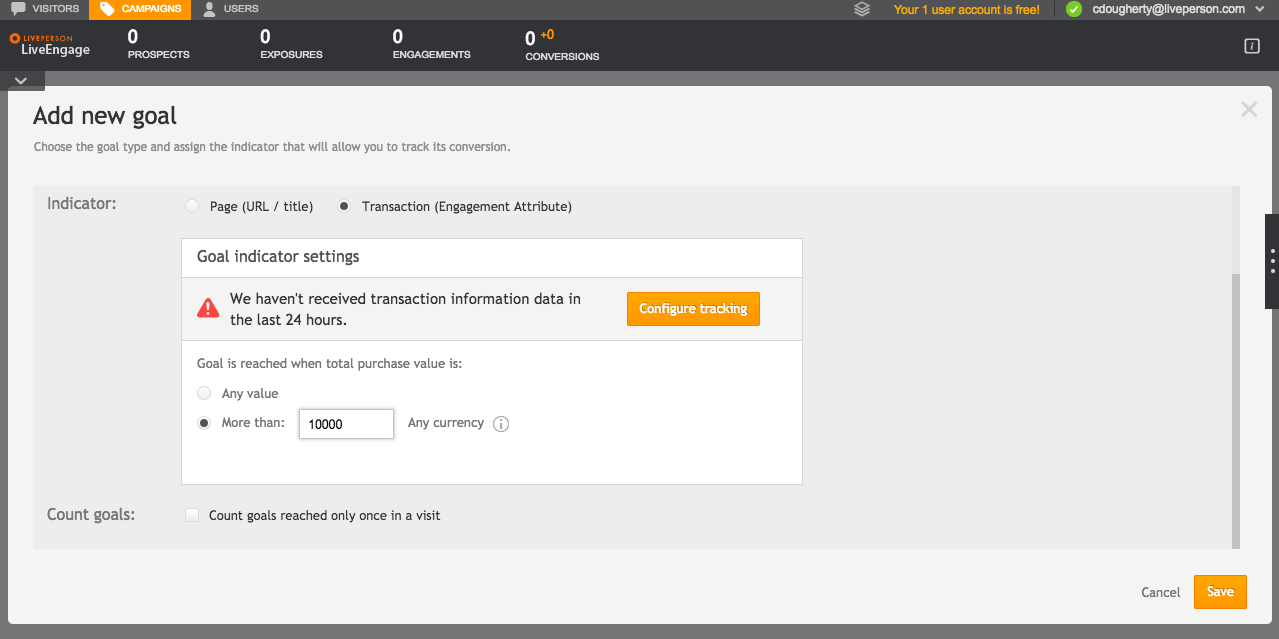 VISITORS
CAMPAIGNS
USERS
Your 1 user account is free!
cdougherty@liveperson.com
LIVEPERSON
LiveEngage
0
PROSPECTS
0
EXPOSURES
0
ENGAGEMENTS
0 +0
CONVERSIONS
i
Add new goal
Choose the goal type and assign the indicator that will allow you to track its conversion.
Indicator:
Page (URL / title)
Transaction (Engagement Attribute)
Goal indicator settings
We haven't received transaction information data in
the last 24 hours.
Configure tracking
Goal is reached when total purchase value is:
Any value
More than: 10000 Any currency i
Count goals:
Count goals reached only once in a visit
Cancel
Save